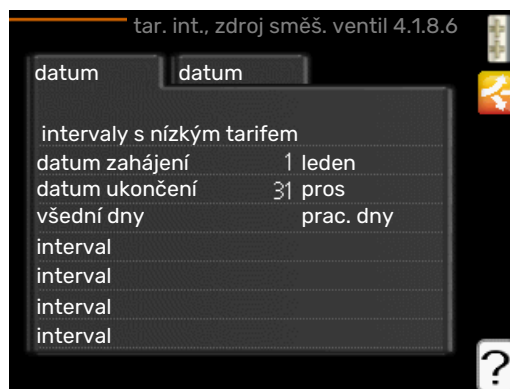 tar. int., zdroj směš. ventil 4.1.8.6
datum datum
intervaly s nízkým tarifem
datum zahájení 1 leden
datum ukončení 31 pros
všední dny prac. dny
interval
interval
interval
interval
?